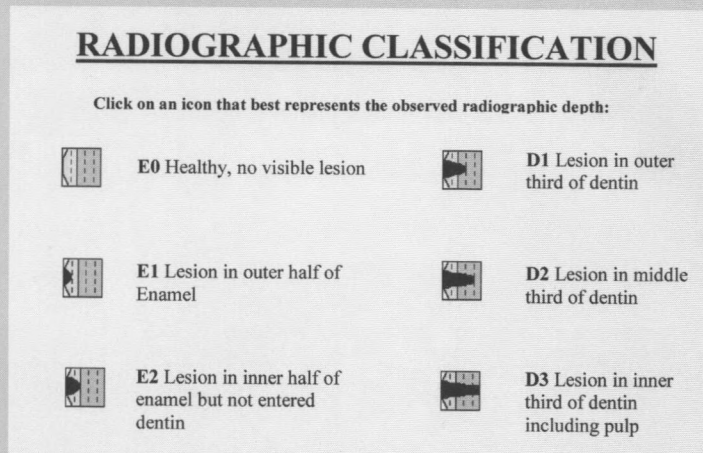 RADIOGRAPHIC CLASSIFICATION
Click on an icon that best represents the observed radiographic depth:
E0 Healthy, no visible lesion
E1 Lesion in outer half of
Enamel
E2 Lesion in inner half of
enamel but not entered
dentin
D1 Lesion in outer
third of dentin
D2 Lesion in middle
third of dentin
D3 Lesion in inner
third of dentin
including pulp